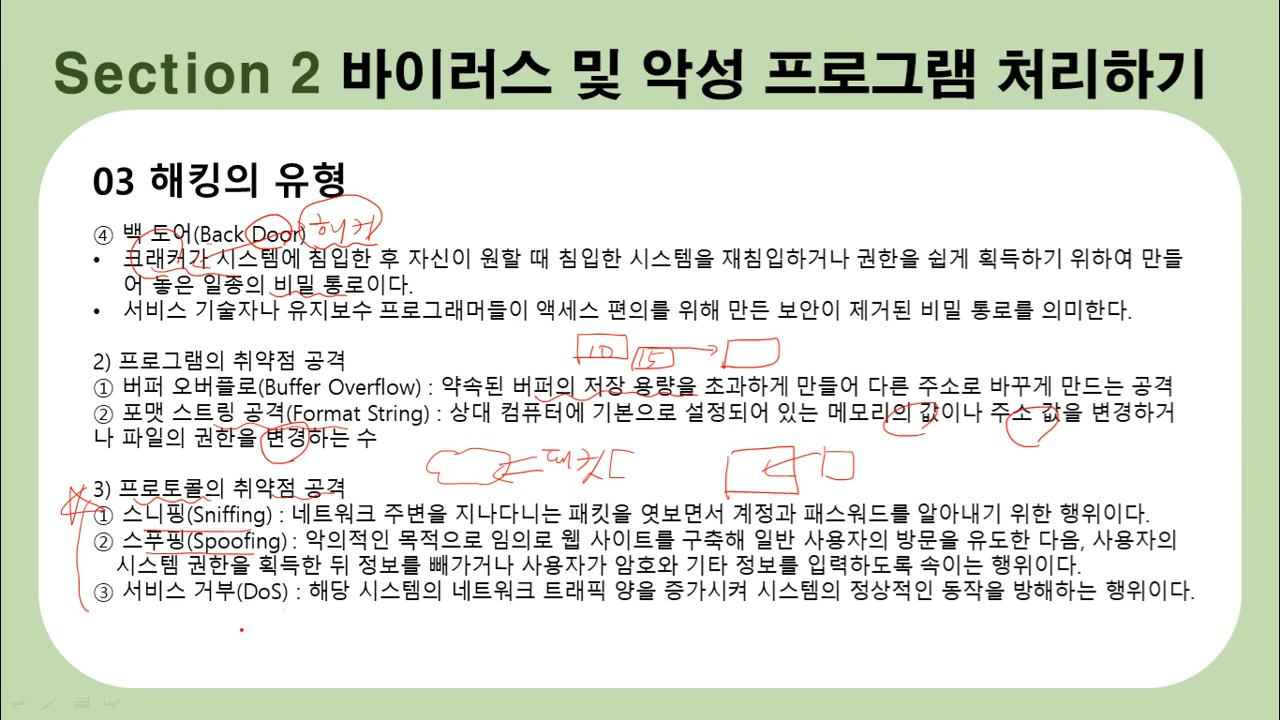 Section 2 바이러스 및 악성 프로그램 처리하기
03 해킹의 유형
④ 백 도어(Back Door) 해커
• 크래커가 시스템에 침입한 후 자신이 원할 때 침입한 시스템을 재침입하거나 권한을 쉽게 획득하기 위하여 만들
어 놓은 일종의 비밀 통로이다.
• 서비스 기술자나 유지보수 프로그래머들이 액세스 편의를 위해 만든 보안이 제거된 비밀 통로를 의미한다.
10 15
2) 프로그램의 취약점 공격
① 버퍼 오버플로(Buffer Overflow) : 약속된 버퍼의 저장 용량을 초과하게 만들어 다른 주소로 바꾸게 만드는 공격
② 포맷 스트링 공격(Format String) : 상대 컴퓨터에 기본으로 설정되어 있는 메모리의 값이나 주소 값을 변경하거
나 파일의 권한을 변경하는 수
패킷
3) 프로토콜의 취약점 공격
① 스니핑(Sniffing) : 네트워크 주변을 지나다니는 패킷을 엿보면서 계정과 패스워드를 알아내기 위한 행위이다.
② 스푸핑(Spoofing) : 악의적인 목적으로 임의로 웹 사이트를 구축해 일반 사용자의 방문을 유도한 다음, 사용자의
시스템 권한을 획득한 뒤 정보를 빼가거나 사용자가 암호와 기타 정보를 입력하도록 속이는 행위이다.
③ 서비스 거부(DoS) : 해당 시스템의 네트워크 트래픽 양을 증가시켜 시스템의 정상적인 동작을 방해하는 행위이다.